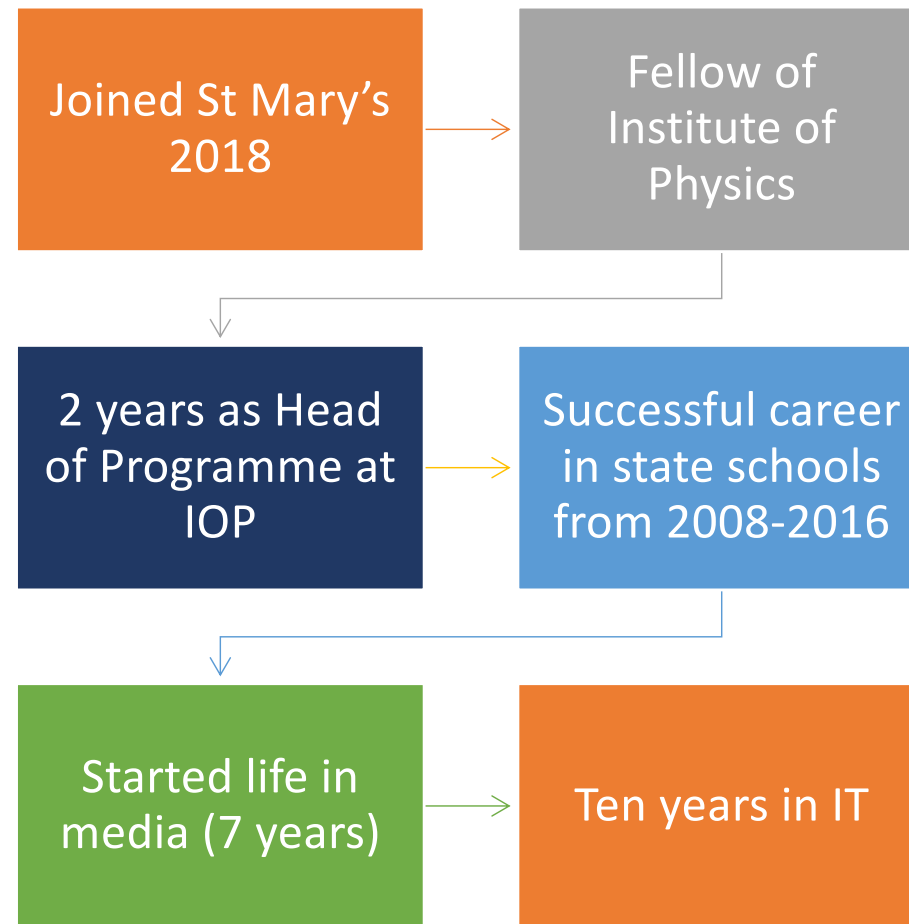 Joined St Mary’s
2018
Fellow of
Institute of
Physics
2 years as Head
of Programme at
IOP
Successful career
in state schools
from 2008-2016
Started life in
media (7 years)
Ten years in IT